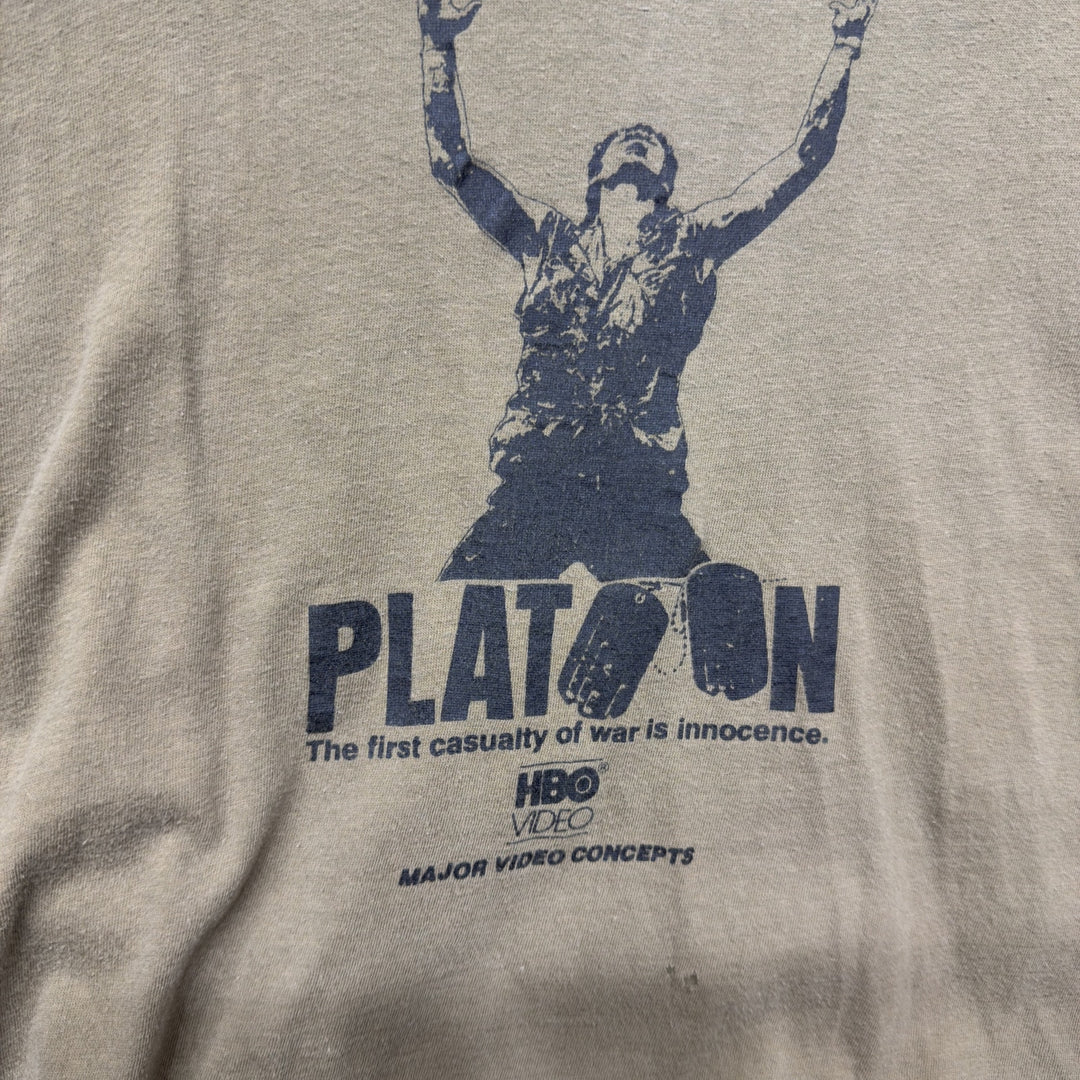 PLATOON
The first casualty of war is innocence.
HBO®
VIDEO
MAJOR VIDEO CONCEPTS